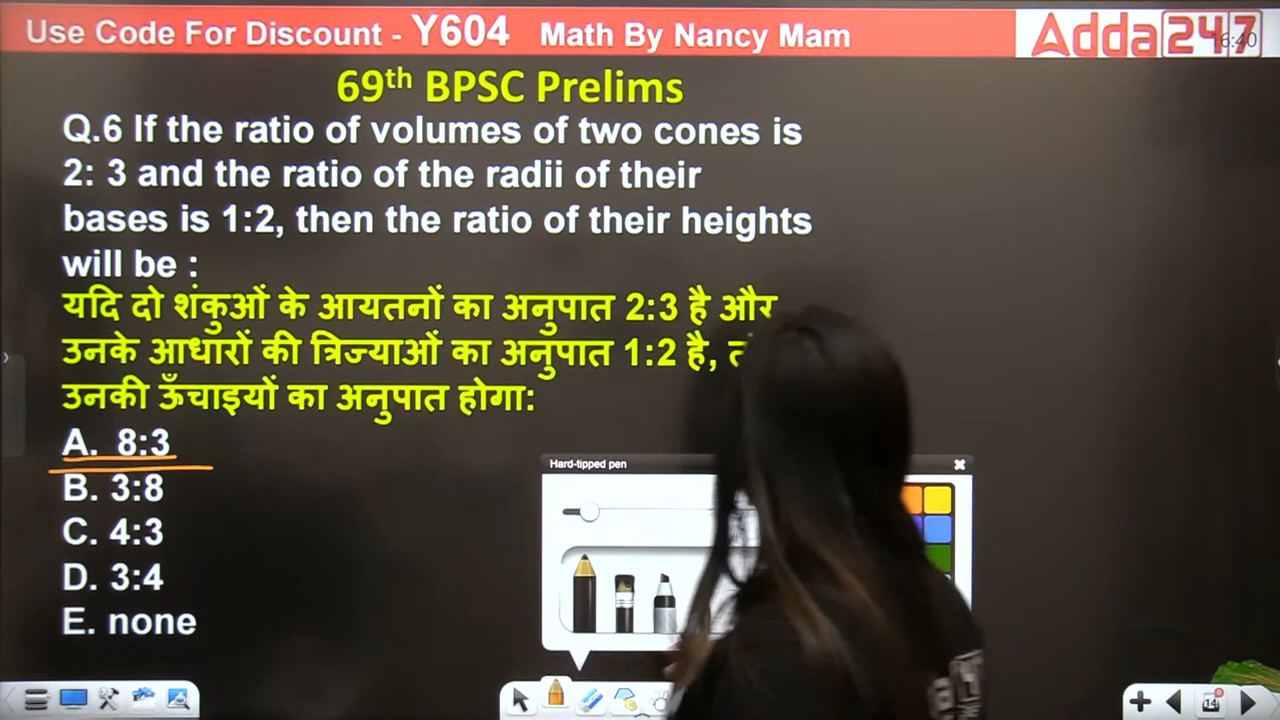 Use Code For Discount - Y604 Math By Nancy Mam
Adda247
16:40
69th BPSC Prelims
Q.6 If the ratio of volumes of two cones is
2: 3 and the ratio of the radii of their
bases is 1:2, then the ratio of their heights
will be :
यदि दो शंकुओं के आयतनों का अनुपात 2:3 है और
उनके आधारों की त्रिज्याओं का अनुपात 1:2 है,
उनकी ऊँचाइयों का अनुपात होगा:
A. 8:3
B. 3:8
C. 4:3
D. 3:4
E. none
Hard-tipped pen
14